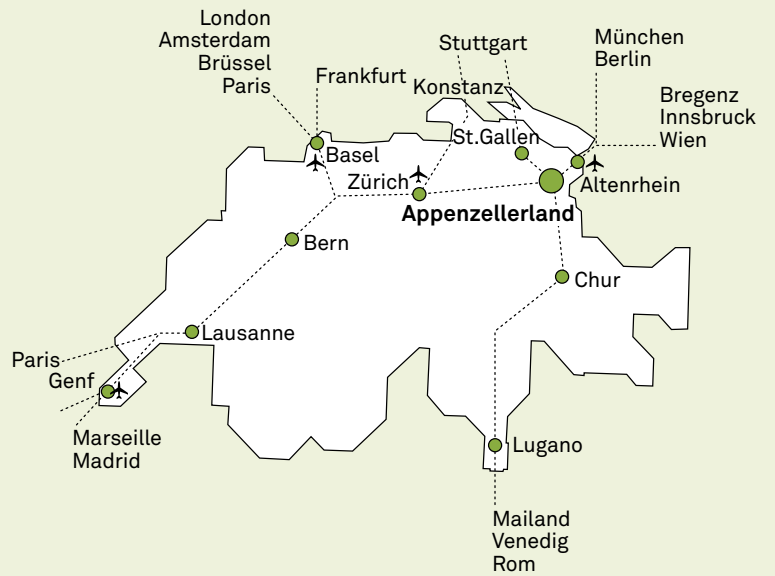 London
Amsterdam
Brüssel
Paris
Frankfurt
Stuttgart
Konstanz
München
Berlin
Bregenz
Innsbruck
Wien
St.Gallen
Basel
Zürich
Altenrhein
Appenzellerland
Bern
Chur
Lausanne
Paris
Genf
Marseille
Madrid
Lugano
Mailand
Venedig
Rom